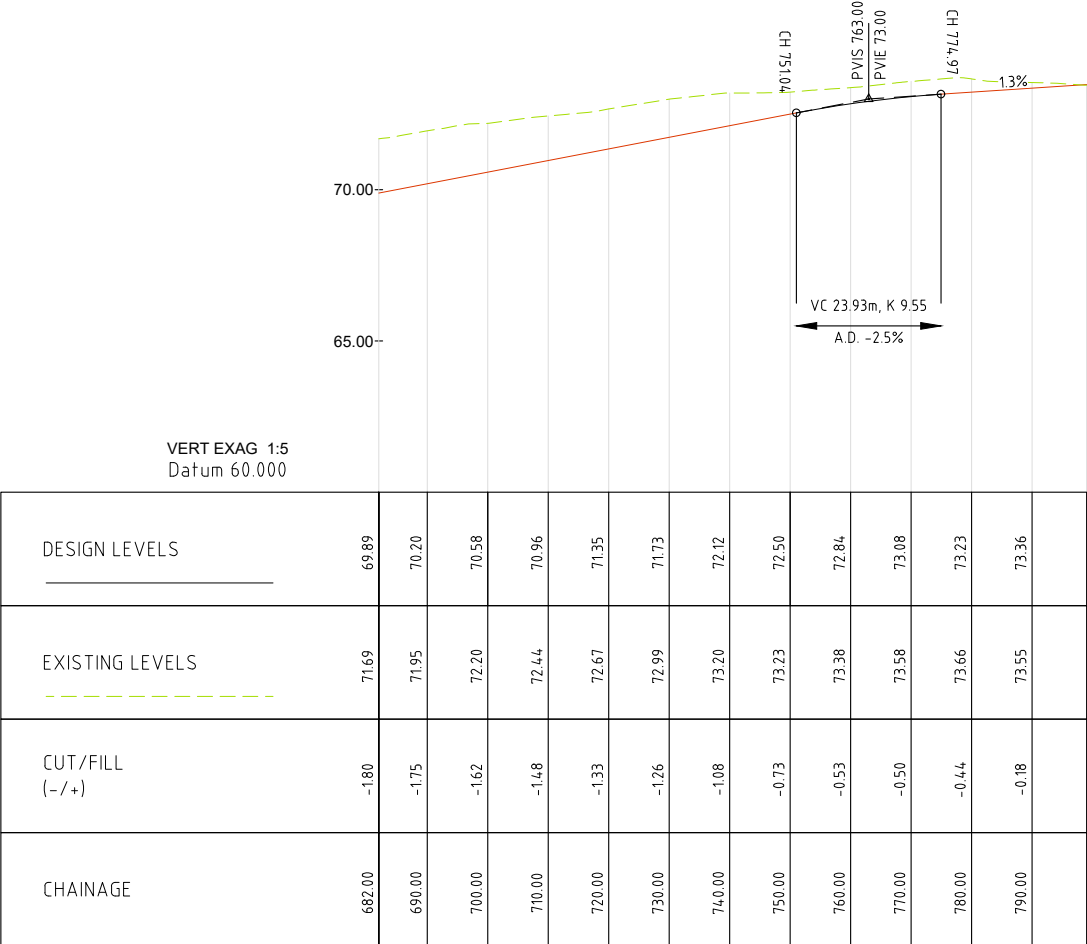 CH 751.04
PVIS 763.00
PVIE 73.00
CH 774.97
1.3%
70.00
VC 23.93m, K 9.55
A.D. -2.5%
65.00
VERT EXAG 1:5
Datum 60.000
DESIGN LEVELS 69.89 70.20 70.58 70.96 71.35 71.73 72.12 72.50 72.84 73.08 73.23 73.36
EXISTING LEVELS 71.69 71.95 72.20 72.44 72.67 72.99 73.20 73.23 73.38 73.58 73.66 73.55
CUT/FILL
(-/+) -1.80 -1.75 -1.62 -1.48 -1.33 -1.26 -1.08 -0.73 -0.53 -0.50 -0.44 -0.18
CHAINAGE 682.00 690.00 700.00 710.00 720.00 730.00 740.00 750.00 760.00 770.00 780.00 790.00